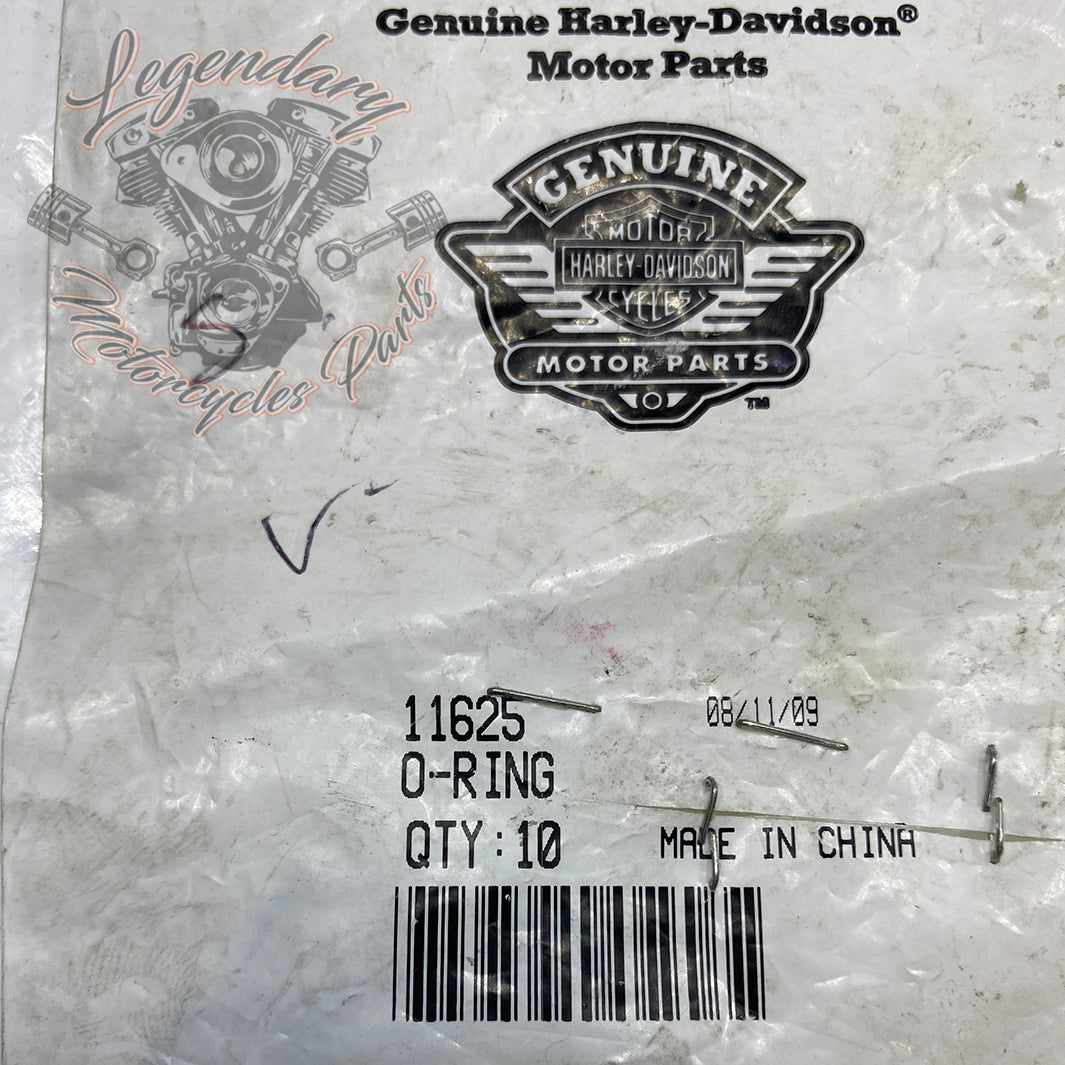 Genuine Harley-Davidson®
Motor Parts
Legendary
Motorcycles Parts
GENUINE
MOTOR
HARLEY-DAVIDSON
CYCLES
MOTOR PARTS
TM
5
11625
08/11/09
O-RING
QTY:10
MADE IN CHINA